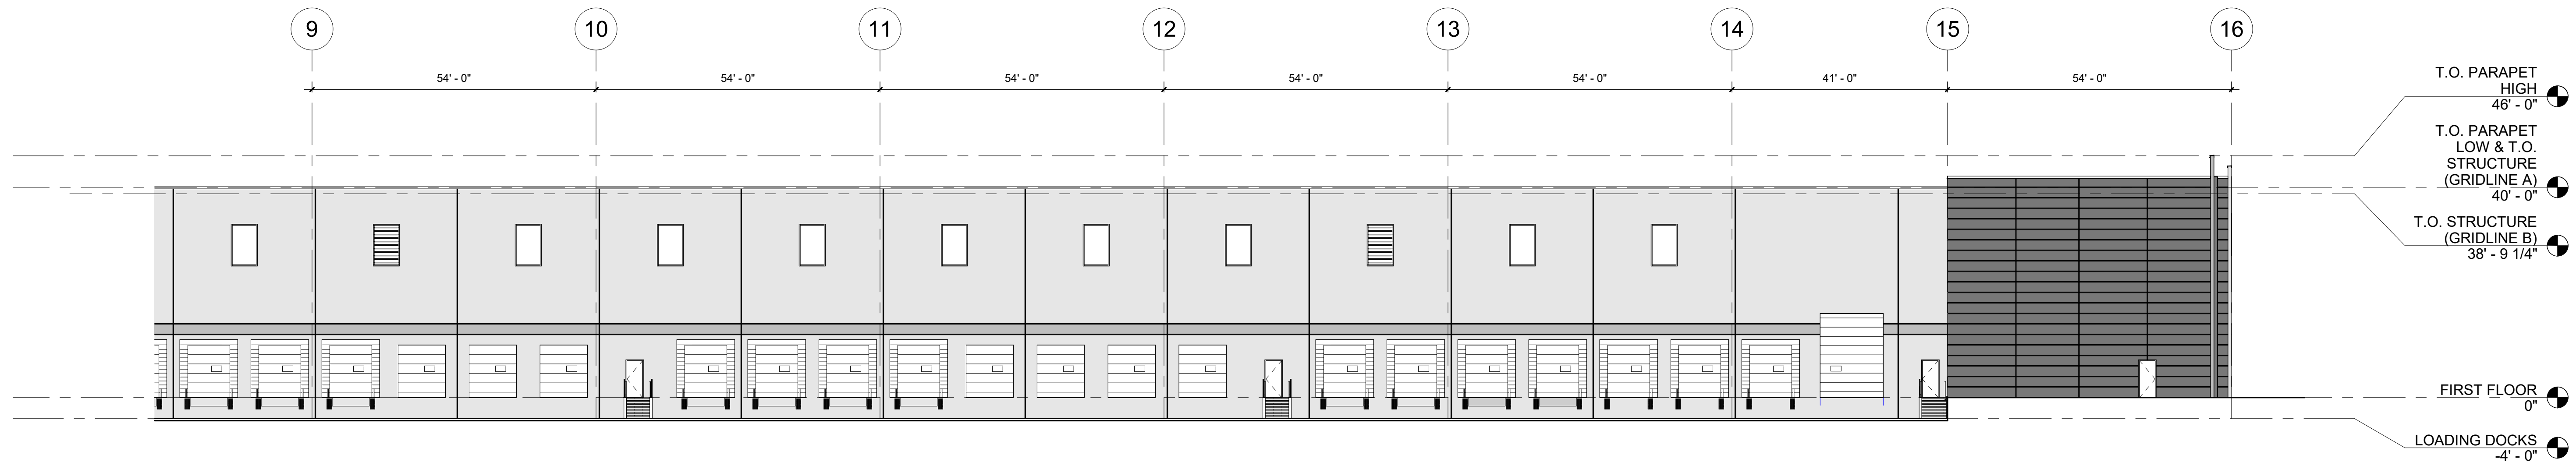 9 10 11 12 13 14 15 16
54' - 0" 54' - 0" 54' - 0" 54' - 0" 54' - 0" 41' - 0" 54' - 0"
T.O. PARAPET
HIGH
46' - 0"
T.O. PARAPET
LOW & T.O.
STRUCTURE
(GRIDLINE A)
40' - 0"
T.O. STRUCTURE
(GRIDLINE B)
38' - 9 1/4"
FIRST FLOOR
0"
LOADING DOCKS
-4' - 0"